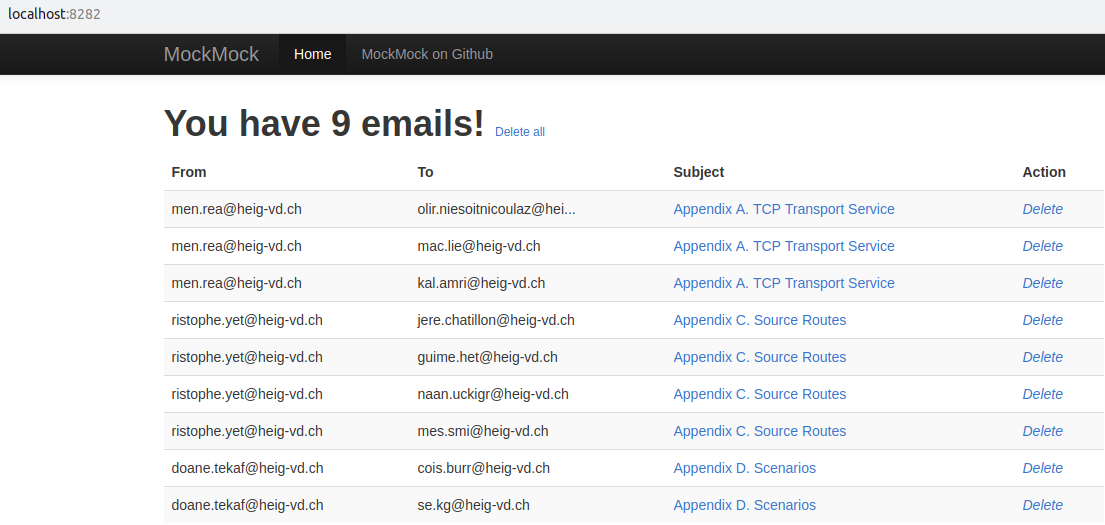 localhost:8282
MockMock Home MockMock on Github
You have 9 emails! Delete all
From To Subject Action
men.rea@heig-vd.ch olir.niesoitnicoulaz@hei... Appendix A. TCP Transport Service Delete
men.rea@heig-vd.ch mac.lie@heig-vd.ch Appendix A. TCP Transport Service Delete
men.rea@heig-vd.ch kal.amri@heig-vd.ch Appendix A. TCP Transport Service Delete
ristophe.yet@heig-vd.ch jere.chatillon@heig-vd.ch Appendix C. Source Routes Delete
ristophe.yet@heig-vd.ch guime.het@heig-vd.ch Appendix C. Source Routes Delete
ristophe.yet@heig-vd.ch naan.uckigr@heig-vd.ch Appendix C. Source Routes Delete
ristophe.yet@heig-vd.ch mes.smi@heig-vd.ch Appendix C. Source Routes Delete
doane.tekaf@heig-vd.ch cois.burr@heig-vd.ch Appendix D. Scenarios Delete
doane.tekaf@heig-vd.ch se.kg@heig-vd.ch Appendix D. Scenarios Delete